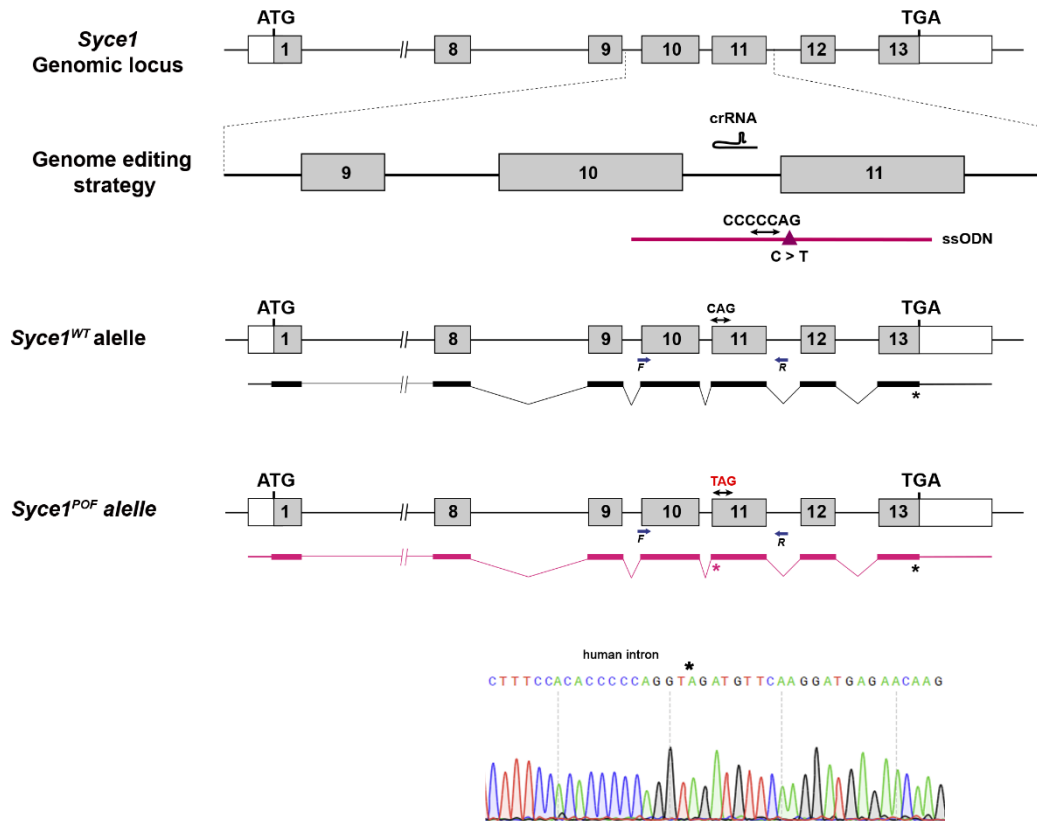 Syce1
Genomic locus
ATG
TGA
1 // 8 9 10 11 12 13
crRNA
Genome editing
strategy
9 10 11
CCCCCAG
ssODN
C > T
ATG
TGA
CAG
Syce1WT alelle
1 // 8 9 10 11 12 13
F R
//
*
ATG
TGA
TAG
Syce1POF alelle
1 // 8 9 10 11 12 13
F R
//
* *
human intron
*
CTTTCCACACCCCCAGGTAGATGTTCAAGGATGAGAACAAG